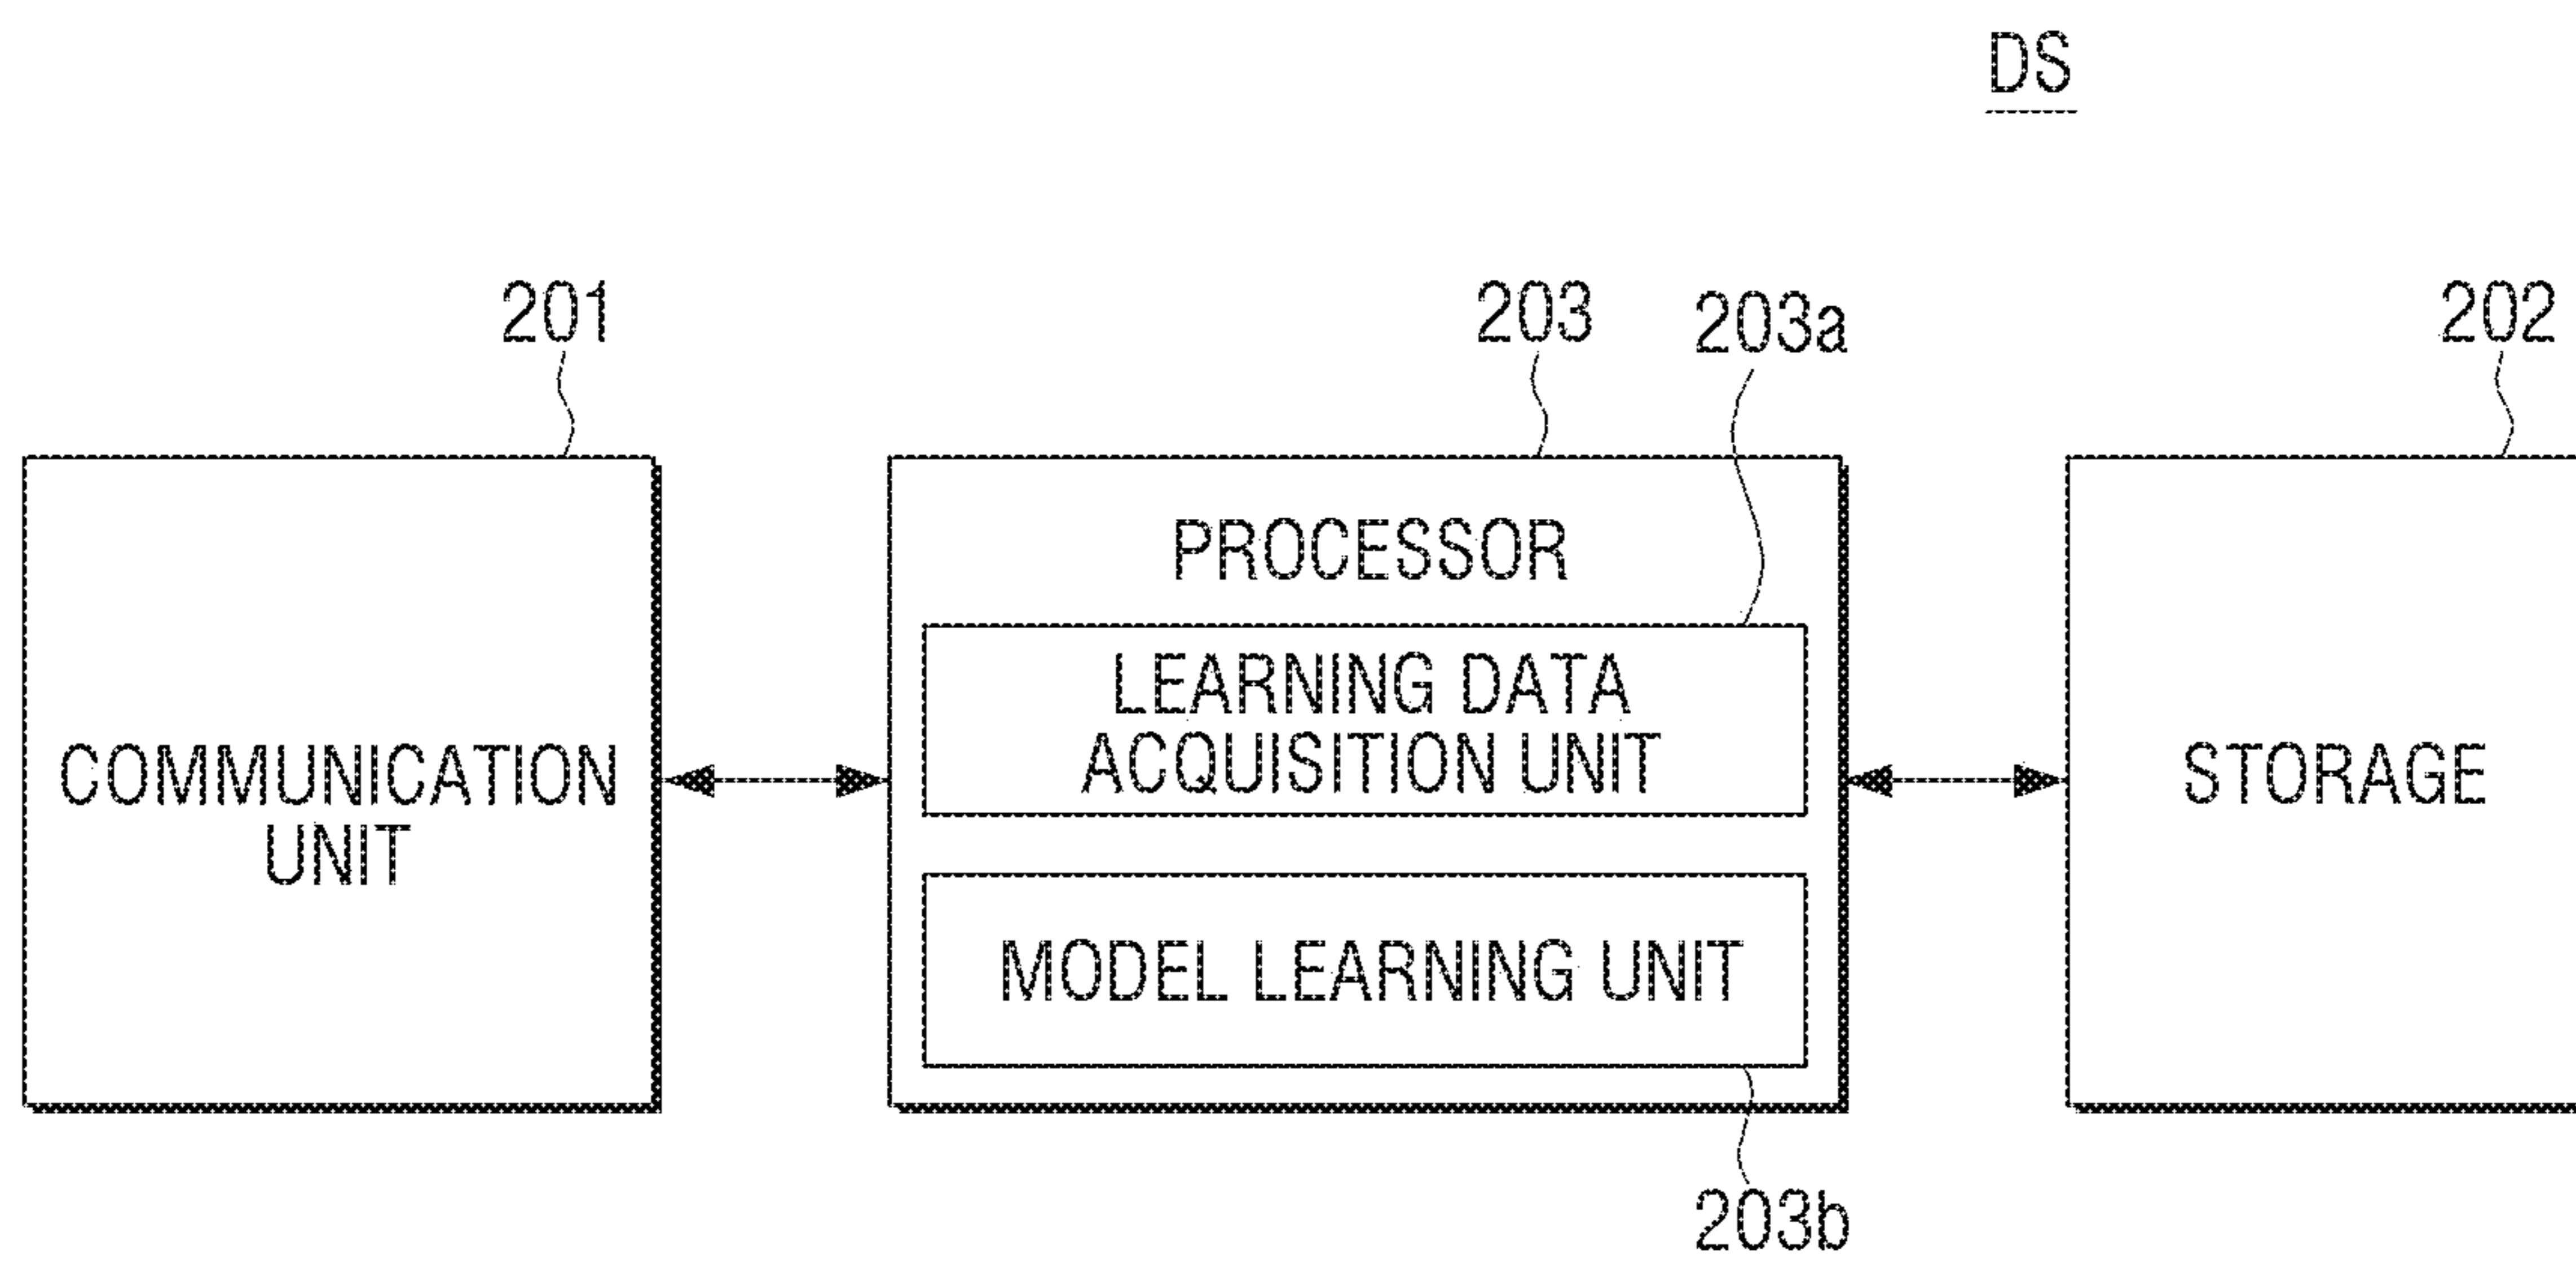 DS
201
203
203a
202
PROCESSOR
LEARNING DATA
ACQUISITION UNIT
COMMUNICATION
UNIT
STORAGE
MODEL LEARNING UNIT
203b